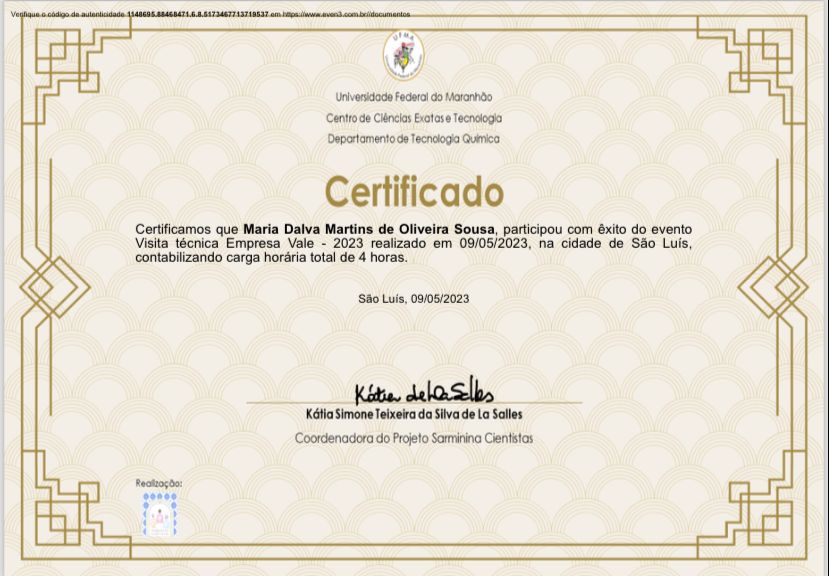 Verifique o código de autenticidade 1148695.88468471.6.8.5173467713719537 em https://www.even3.com.br//documentos
U F M A
Universidade Federal do Maranhão
Centro de Ciências Exatas e Tecnologia
Departamento de Tecnologia Química
Certificado
Certificamos que Maria Dalva Martins de Oliveira Sousa, participou com êxito do evento
Visita técnica Empresa Vale - 2023 realizado em 09/05/2023, na cidade de São Luís,
contabilizando carga horária total de 4 horas.
São Luís, 09/05/2023
Kátia de La Salles
Kátia Simone Teixeira da Silva de La Salles
Coordenadora do Projeto Sarminina Cientistas
Realização: